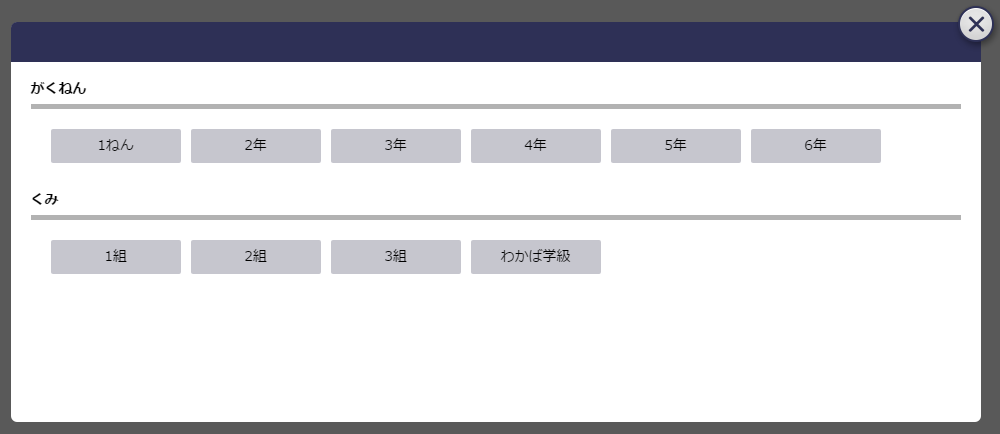 がくねん
1ねん 2年 3年 4年 5年 6年
くみ
1組 2組 3組 わかば学級